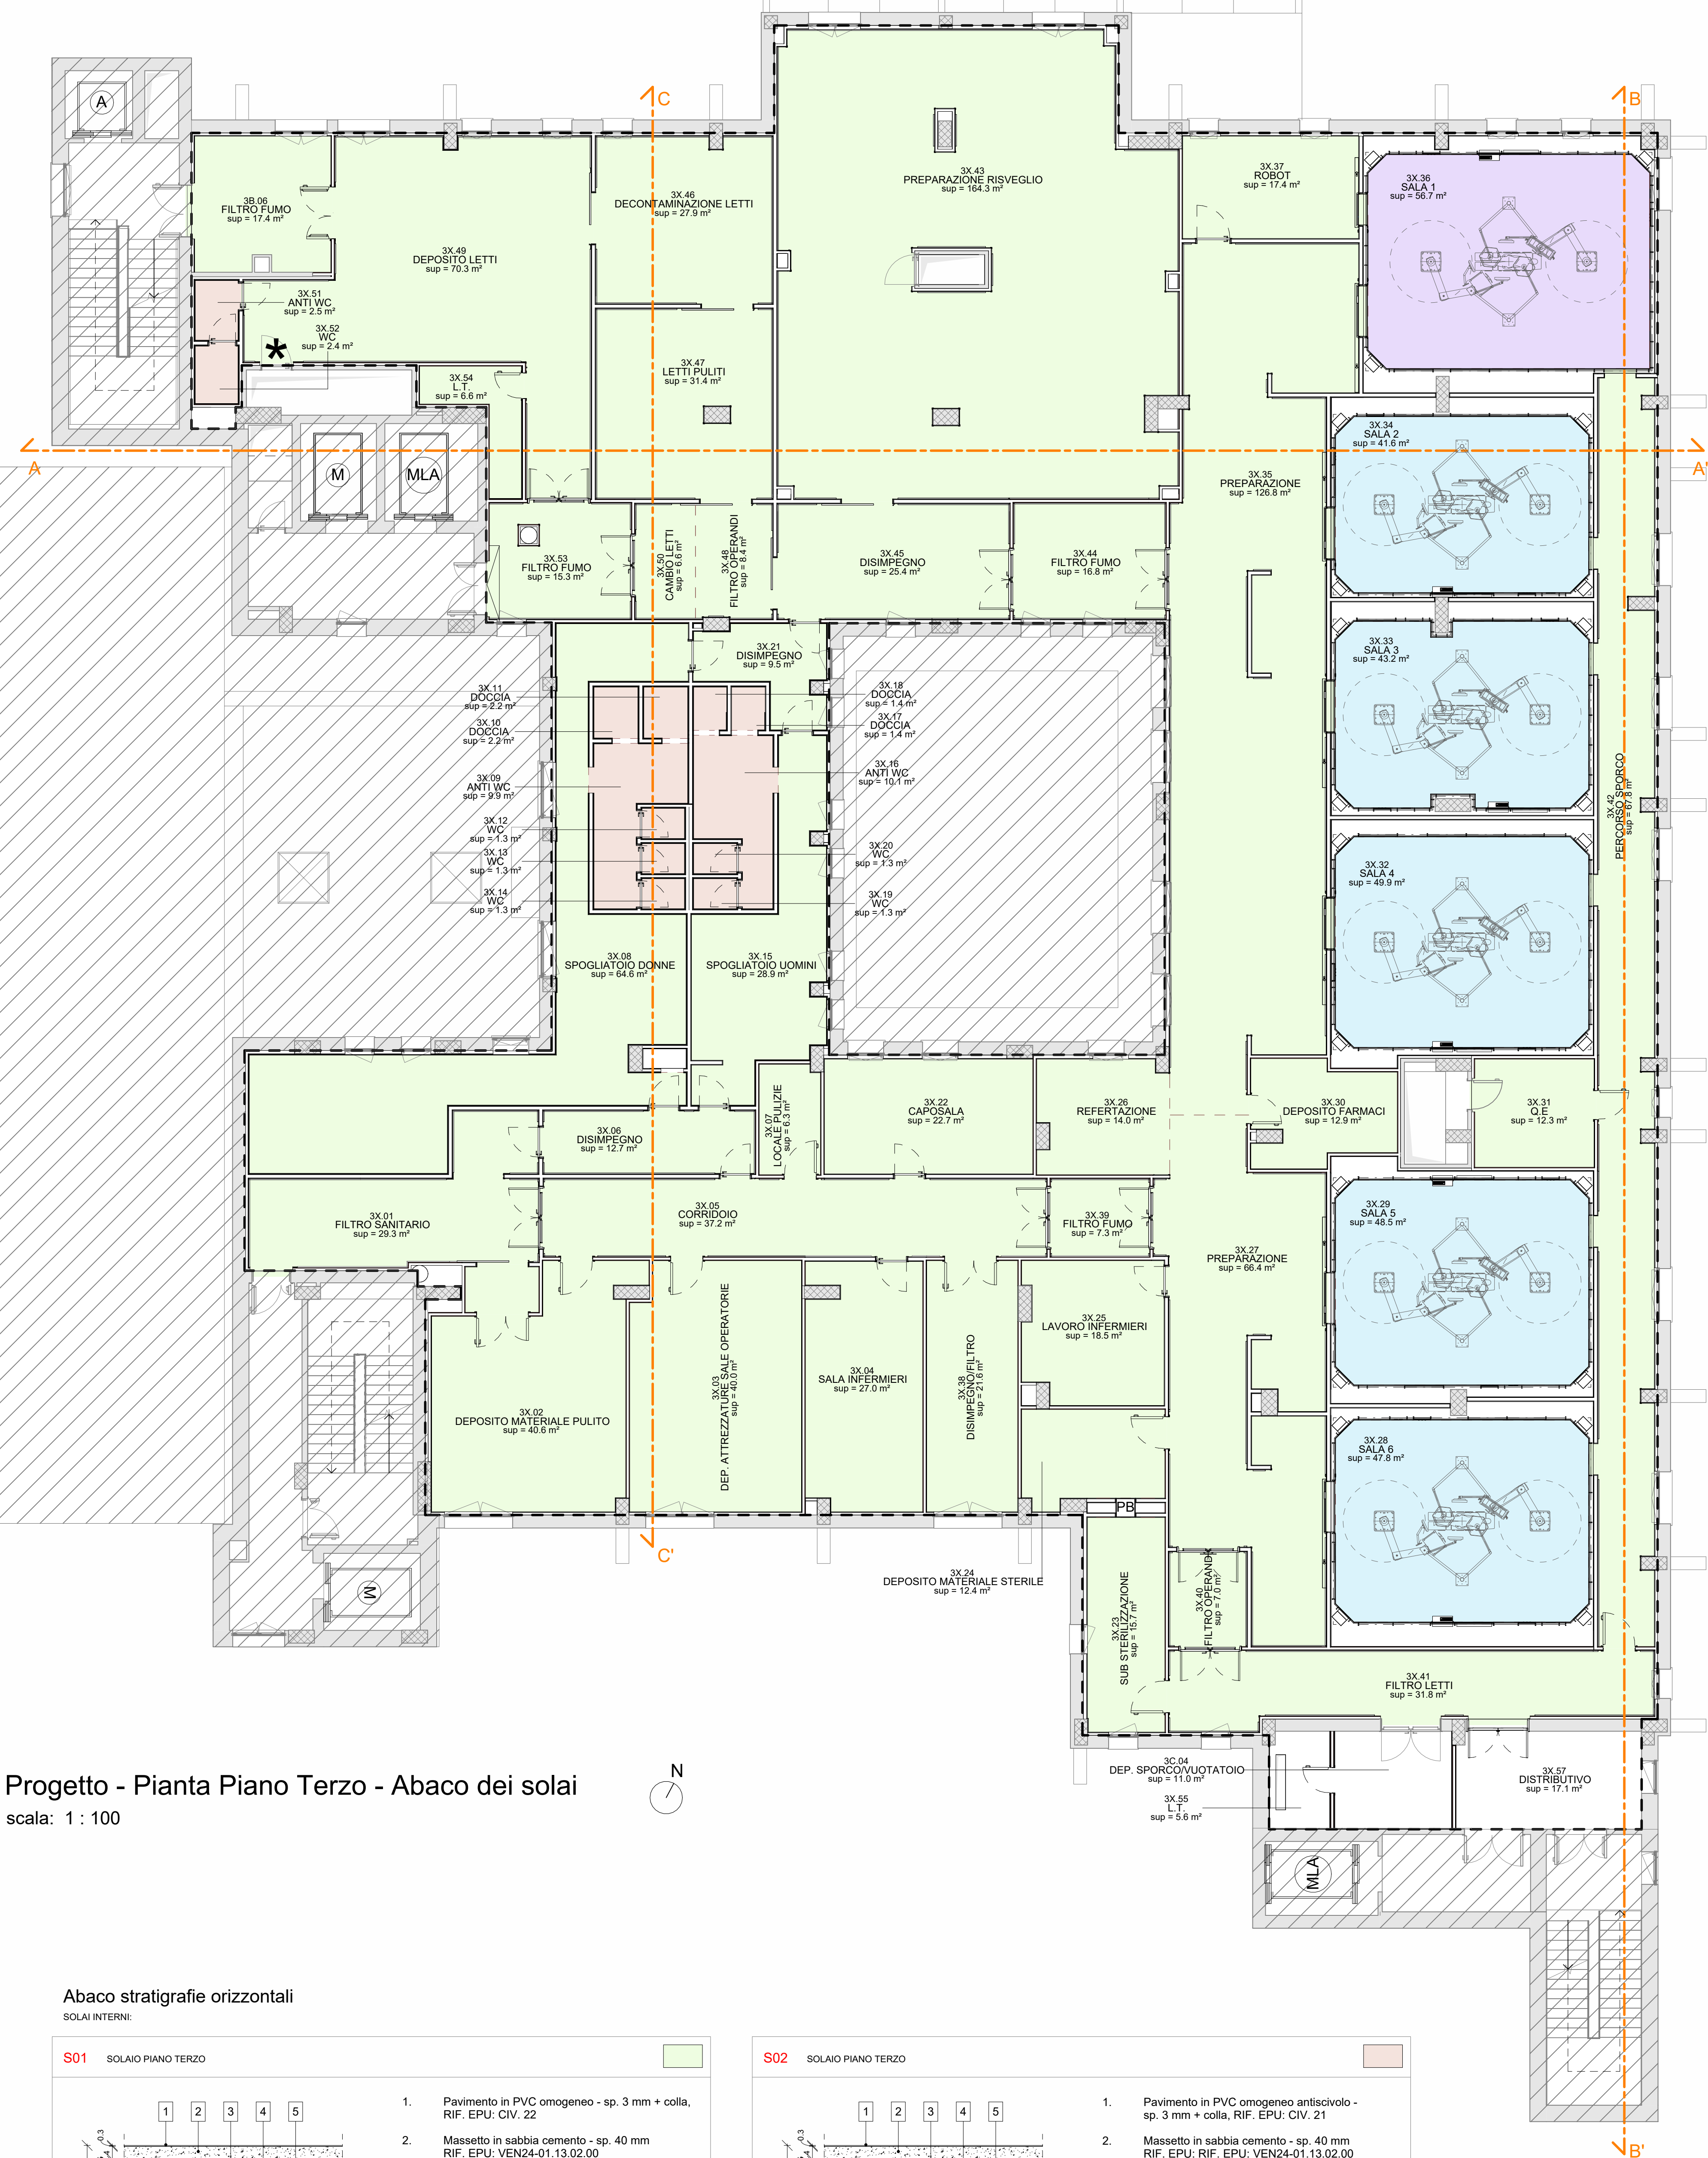 C
B
A
3X.37
ROBOT
sup = 17.4 m²
3X.36
SALA 1
sup = 56.7 m²
3X.43
PREPARAZIONE RISVEGLIO
sup = 164.3 m²
3X.46
DECONTAMINAZIONE LETTI
sup = 27.9 m²
3B.06
FILTRO FUMO
sup = 17.4 m²
3X.49
DEPOSITO LETTI
sup = 70.3 m²
3X.51
ANTI WC
sup = 2.5 m²
3X.52
WC
sup = 2.4 m²
*
3X.54
L.T.
sup = 6.6 m²
3X.47
LETTI PULITI
sup = 31.4 m²
3X.34
SALA 2
sup = 41.6 m²
A
M
MLA
A'
3X.35
PREPARAZIONE
sup = 126.8 m²
3X.53
FILTRO FUMO
sup = 15.3 m²
3X.50
CAMBIO LETTI
sup = 6.6 m²
3X.48
FILTRO OPERANDI
sup = 8.4 m²
3X.45
DISIMPEGNO
sup = 25.4 m²
3X.44
FILTRO FUMO
sup = 16.8 m²
3X.21
DISIMPEGNO
sup = 9.5 m²
3X.33
SALA 3
sup = 43.2 m²
3X.11
DOCCIA
sup = 2.2 m²
3X.18
DOCCIA
sup = 1.4 m²
3X.10
DOCCIA
sup = 2.2 m²
3X.17
DOCCIA
sup = 1.4 m²
3X.09
ANTI WC
sup = 9.9 m²
3X.16
ANTI WC
sup = 10.1 m²
3X.42
PERCORSO SPORCO
sup = 67.8 m²
3X.12
WC
sup = 1.3 m²
3X.13
WC
sup = 1.3 m²
3X.20
WC
sup = 1.3 m²
3X.14
WC
sup = 1.3 m²
3X.19
WC
sup = 1.3 m²
3X.32
SALA 4
sup = 49.9 m²
3X.08
SPOGLIATOIO DONNE
sup = 64.6 m²
3X.15
SPOGLIATOIO UOMINI
sup = 28.9 m²
3X.06
DISIMPEGNO
sup = 12.7 m²
3X.07
LOCALE PULIZIE
sup = 6.3 m²
3X.22
CAPOSALA
sup = 22.7 m²
3X.26
REFERTAZIONE
sup = 14.0 m²
3X.30
DEPOSITO FARMACI
sup = 12.9 m²
3X.31
Q.E
sup = 12.3 m²
3X.01
FILTRO SANITARIO
sup = 29.3 m²
3X.05
CORRIDOIO
sup = 37.2 m²
3X.39
FILTRO FUMO
sup = 7.3 m²
3X.29
SALA 5
sup = 48.5 m²
3X.27
PREPARAZIONE
sup = 66.4 m²
3X.02
DEPOSITO MATERIALE PULITO
sup = 40.6 m²
3X.03
DEP. ATTREZZATURE SALE OPERATORIE
sup = 40.0 m²
3X.04
SALA INFERMIERI
sup = 27.0 m²
3X.38
DISIMPEGNO/FILTRO
sup = 21.6 m²
3X.25
LAVORO INFERMIERI
sup = 18.5 m²
3X.28
SALA 6
sup = 47.8 m²
PB
C'
M
3X.24
DEPOSITO MATERIALE STERILE
sup = 12.4 m²
3X.23
SUB STERILIZZAZIONE
sup = 15.7 m²
3X.40
FILTRO OPERANDI
sup = 7.0 m²
3X.41
FILTRO LETTI
sup = 31.8 m²
3C.04
DEP. SPORCO/VUOTATOIO
sup = 11.0 m²
3X.55
L.T.
sup = 5.6 m²
3X.57
DISTRIBUTIVO
sup = 17.1 m²
Progetto - Pianta Piano Terzo - Abaco dei solai
scala: 1 : 100
N
MLA
B'
Abaco stratigrafie orizzontali
SOLAI INTERNI:
S01 SOLAIO PIANO TERZO
1 2 3 4 5
0.3
4
1. Pavimento in PVC omogeneo - sp. 3 mm + colla,
RIF. EPU: CIV. 22
2. Massetto in sabbia cemento - sp. 40 mm
RIF. EPU: VEN24-01.13.02.00
S02 SOLAIO PIANO TERZO
1 2 3 4 5
0.3
4
1. Pavimento in PVC omogeneo antiscivolo -
sp. 3 mm + colla, RIF. EPU: CIV. 21
2. Massetto in sabbia cemento - sp. 40 mm
RIF. EPU: RIF. EPU: VEN24-01.13.02.00